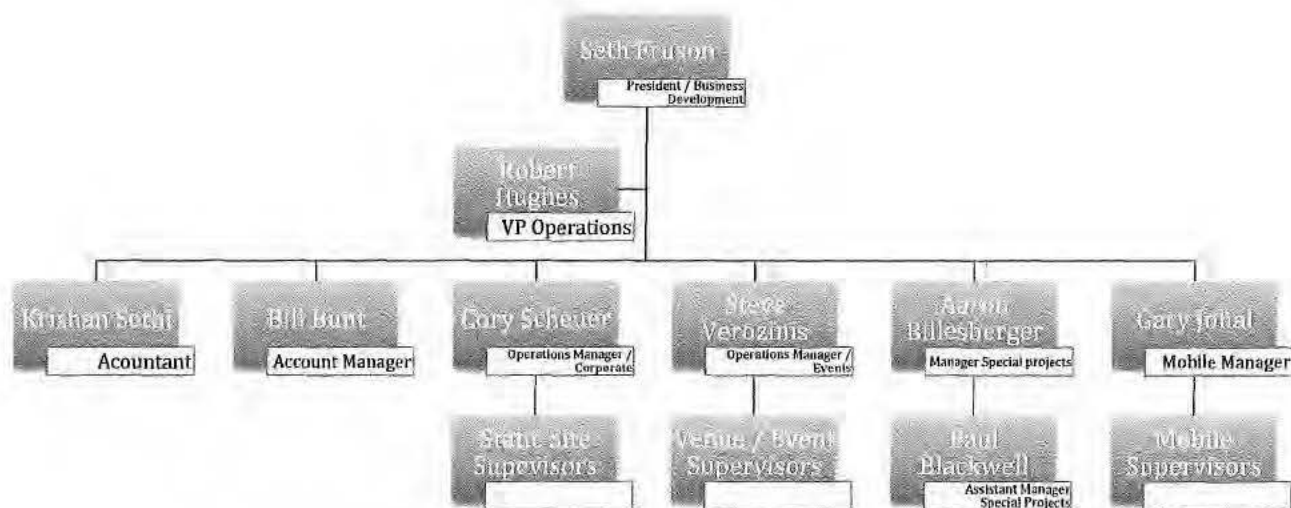 Seth Fruson
President / Business
Development
Robert
Hughes
VP Operations
Krishan Sethi
Acountant
Bill Bunt
Account Manager
Cory Scheuer
Operations Manager /
Corporate
Steve
Verozinis
Operations Manager /
Events
Aaron
Billesberger
Manager Special projects
Gary Johal
Mobile Manager
Static Site
Supevisors
Venue / Event
Supervisors
Paul
Blackwell
Assistant Manager
Special Projects
Mobile
Supervisors